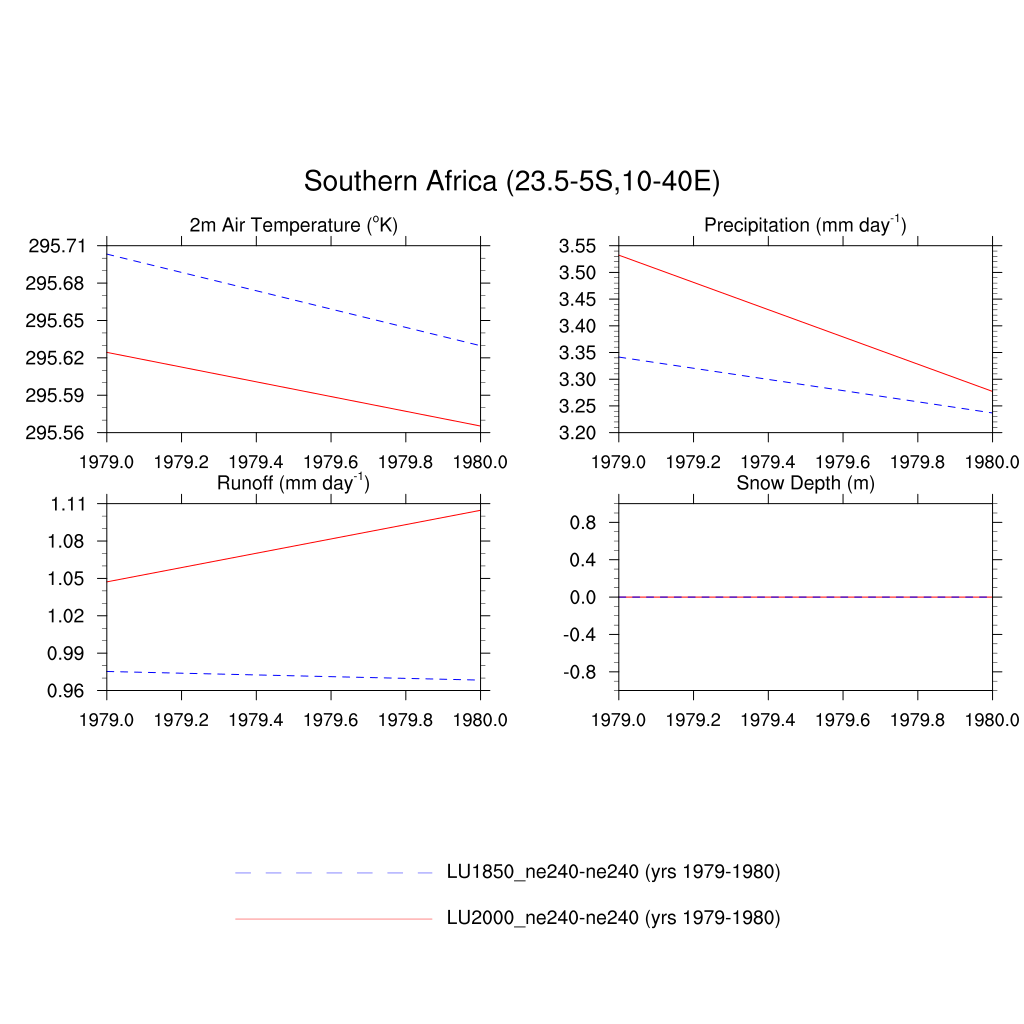 Southern Africa (23.5-5S,10-40E)
2m Air Temperature (°K)
295.71
295.68
295.65
295.62
295.59
295.56
1979.0 1979.2 1979.4 1979.6 1979.8 1980.0
Precipitation (mm day⁻¹)
3.55
3.50
3.45
3.40
3.35
3.30
3.25
3.20
1979.0 1979.2 1979.4 1979.6 1979.8 1980.0
Runoff (mm day⁻¹)
1.11
1.08
1.05
1.02
0.99
0.96
1979.0 1979.2 1979.4 1979.6 1979.8 1980.0
Snow Depth (m)
0.8
0.4
0.0
-0.4
-0.8
1979.0 1979.2 1979.4 1979.6 1979.8 1980.0
LU1850_ne240-ne240 (yrs 1979-1980)
LU2000_ne240-ne240 (yrs 1979-1980)